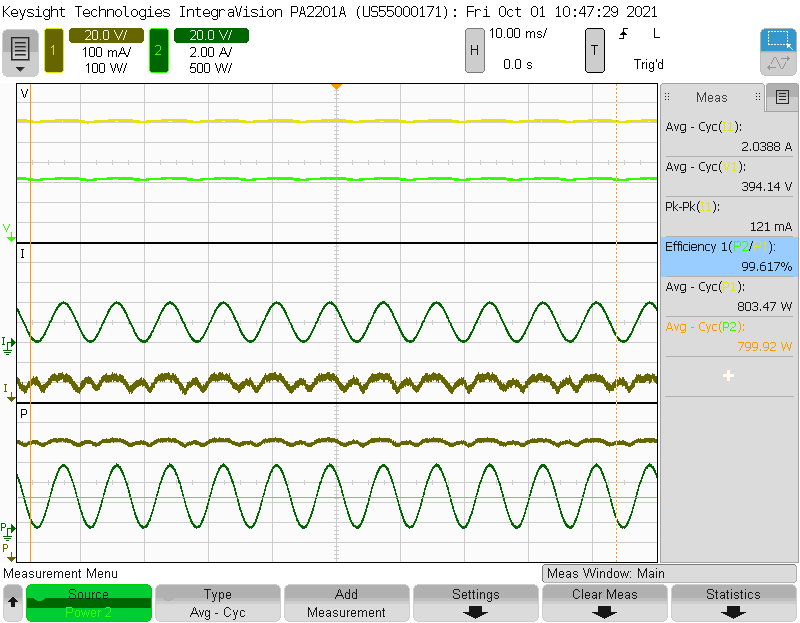 Keysight Technologies IntegraVision PA2201A (US55000171): Fri Oct 01 10:47:29 2021
1
20.0 V/
100 mA/
100 W/
2
20.0 V/
2.00 A/
500 W/
H
10.00 ms/
0.0 s
T
L
Trig'd
V
V
I
I
I
P
P
P
Meas
Avg - Cyc(I1):
2.0388 A
Avg - Cyc(V1):
394.14 V
Pk-Pk(I1):
121 mA
Efficiency 1(P2/P1):
99.617%
Avg - Cyc(P1):
803.47 W
Avg - Cyc(P2):
799.92 W
Measurement Menu
Meas Window: Main
Source
Power 2
Type
Avg - Cyc
Add
Measurement
Settings
Clear Meas
Statistics